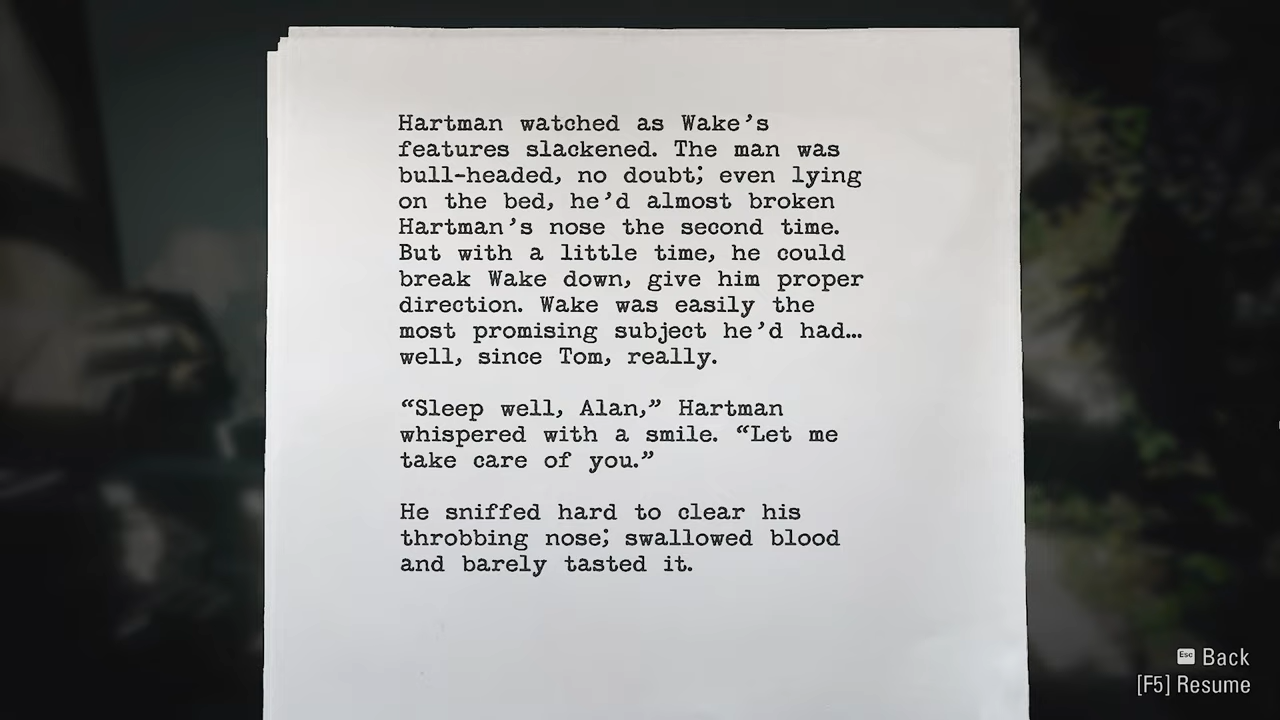 Hartman watched as Wake’s
features slackened. The man was
bull-headed, no doubt; even lying
on the bed, he’d almost broken
Hartman’s nose the second time.
But with a little time, he could
break Wake down, give him proper
direction. Wake was easily the
most promising subject he’d had…
well, since Tom, really.
“Sleep well, Alan,” Hartman
whispered with a smile. “Let me
take care of you.”
He sniffed hard to clear his
throbbing nose; swallowed blood
and barely tasted it.
Esc Back
[F5] Resume